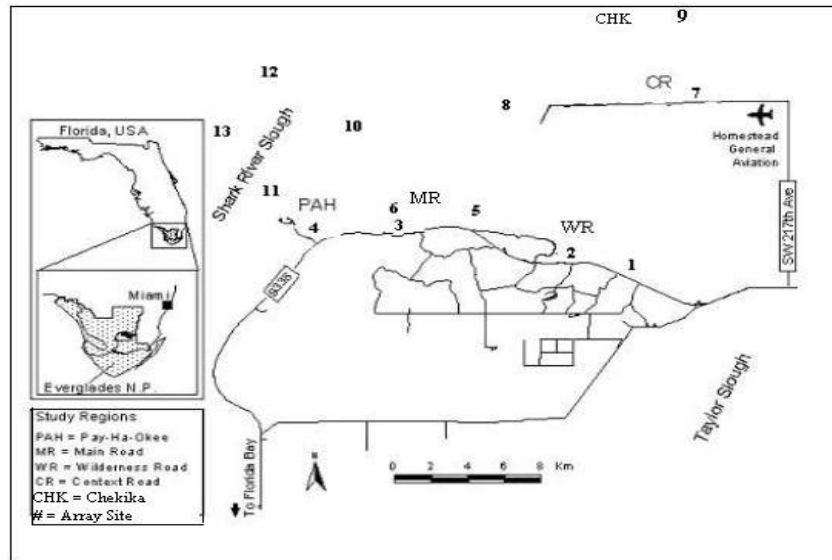 CHK 9
12
CR
7
8
Florida, USA
13
10
Homestead
General
Aviation
Shark River Slough
11
PAH
6
MR
5
4
3
WR
2
1
SW 217th Ave
Miami
Everglades N.P.
Taylor Slough
Study Regions
PAH = Pay-Ha-Okee
MR = Main Road
WR = Wilderness Road
CR = Context Road
CHK = Chekika
# = Array Site
To Florida Bay
N
0 2 4 6 8 Km